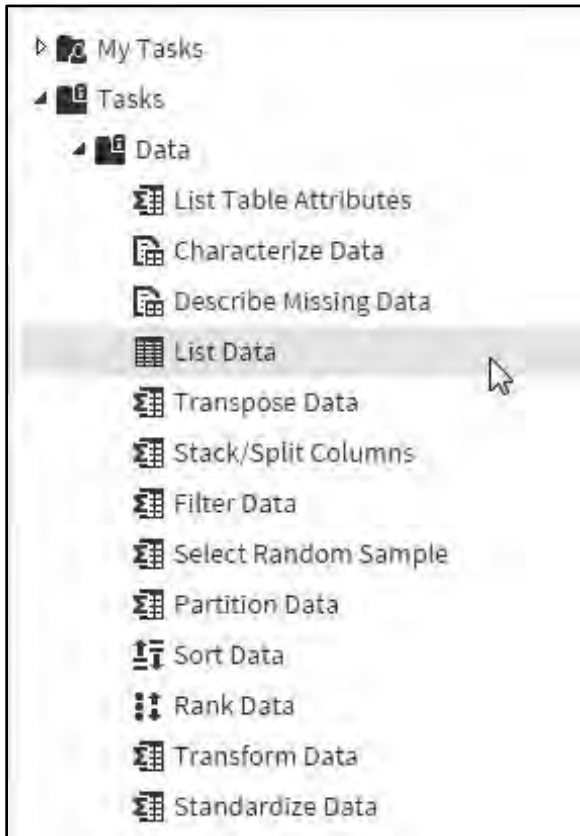 My Tasks
Tasks
Data
List Table Attributes
Characterize Data
Describe Missing Data
List Data
Transpose Data
Stack/Split Columns
Filter Data
Select Random Sample
Partition Data
Sort Data
Rank Data
Transform Data
Standardize Data